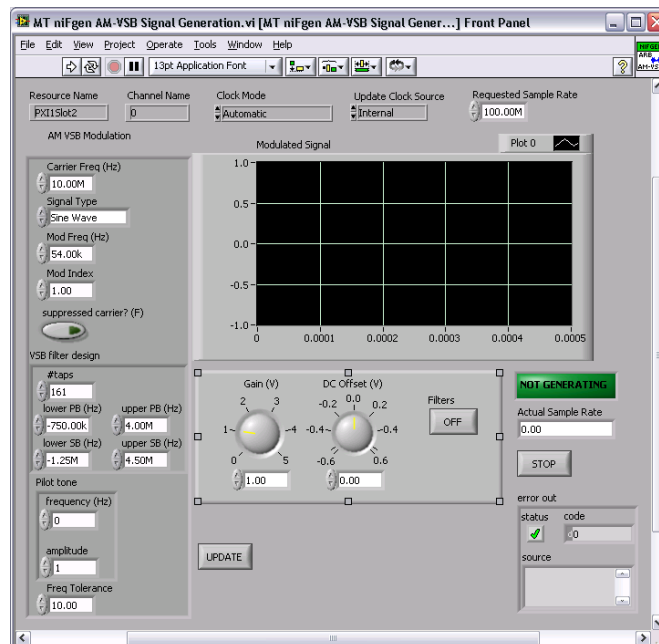 MT niFgen AM-VSB Signal Generation.vi [MT niFgen AM-VSB Signal Gener...] Front Panel
File Edit View Project Operate Tools Window Help
13pt Application Font
NIFGEN
ARB
AM-VS
Resource Name Channel Name Clock Mode Update Clock Source Requested Sample Rate
PXI1Slot2 0 Automatic Internal 100.00M
AM VSB Modulation
Modulated Signal
Plot 0
Carrier Freq (Hz)
10.00M
Signal Type
Sine Wave
Mod Freq (Hz)
54.00k
Mod Index
1.00
suppressed carrier? (F)
1.0
0.5
0.0
-0.5
-1.0
0 0.0001 0.0002 0.0003 0.0004 0.0005
VSB filter design
#taps
161
lower PB (Hz) upper PB (Hz)
-750.00k 4.00M
lower SB (Hz) upper SB (Hz)
-1.25M 4.50M
Pilot tone
frequency (Hz)
0
amplitude
1
Freq Tolerance
10.00
Gain (V)
0 1 2 3 4 5
1.00
DC Offset (V)
-0.6 -0.4 -0.2 0.0 0.2 0.4 0.6
0.00
Filters
OFF
NOT GENERATING
Actual Sample Rate
0.00
STOP
UPDATE
error out
status code
d0
source